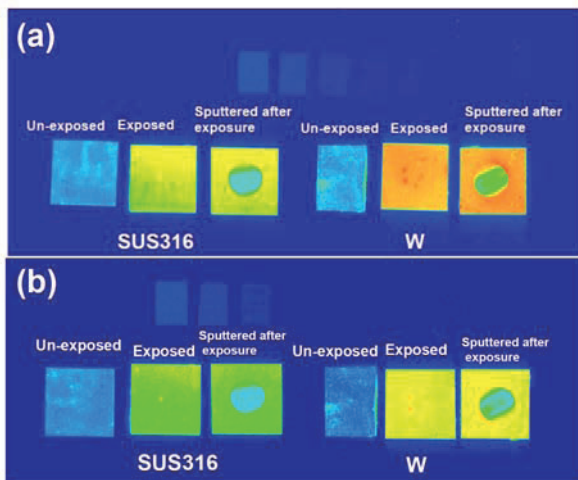 (a)
Un-exposed Exposed Sputtered after
exposure
Un-exposed Exposed Sputtered after
exposure
SUS316 W
(b)
Un-exposed Exposed Sputtered after
exposure
Un-exposed Exposed Sputtered after
exposure
SUS316 W